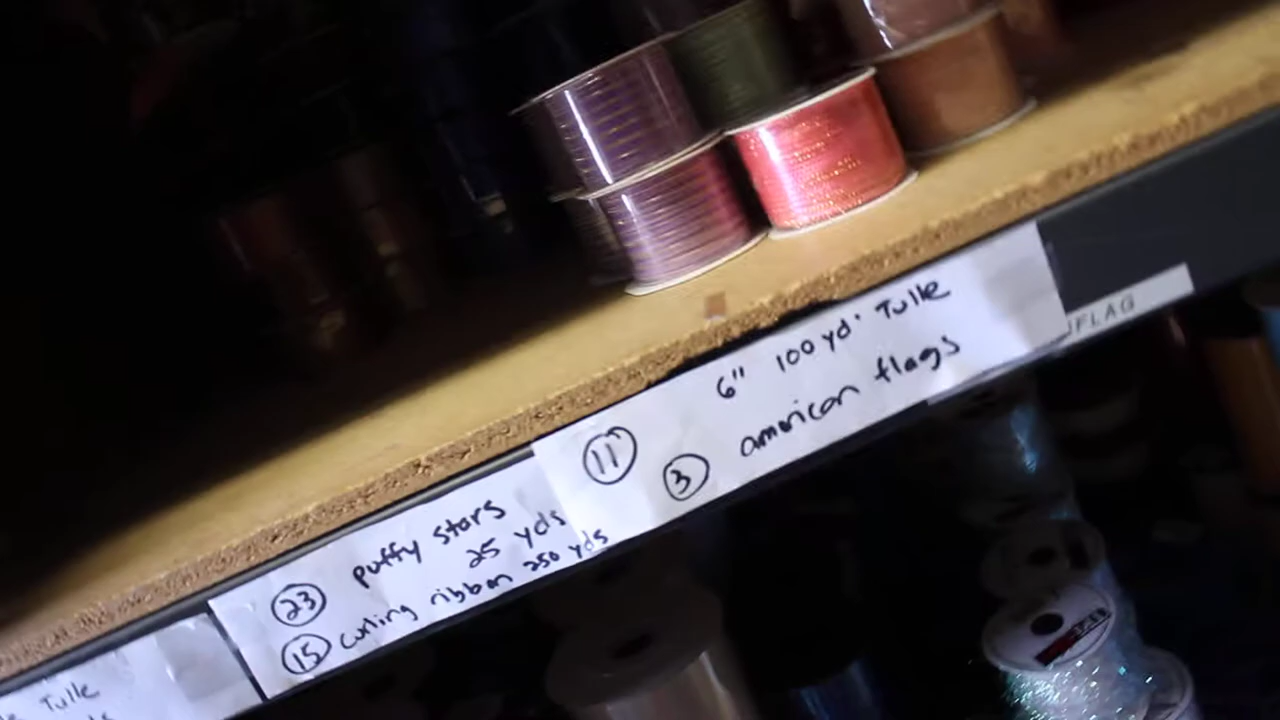 6" 100 yd. Tulle
11
3 american flags
FLAG
23 puffy stars
25 yds
15 curling ribbon 250 yds
Tulle